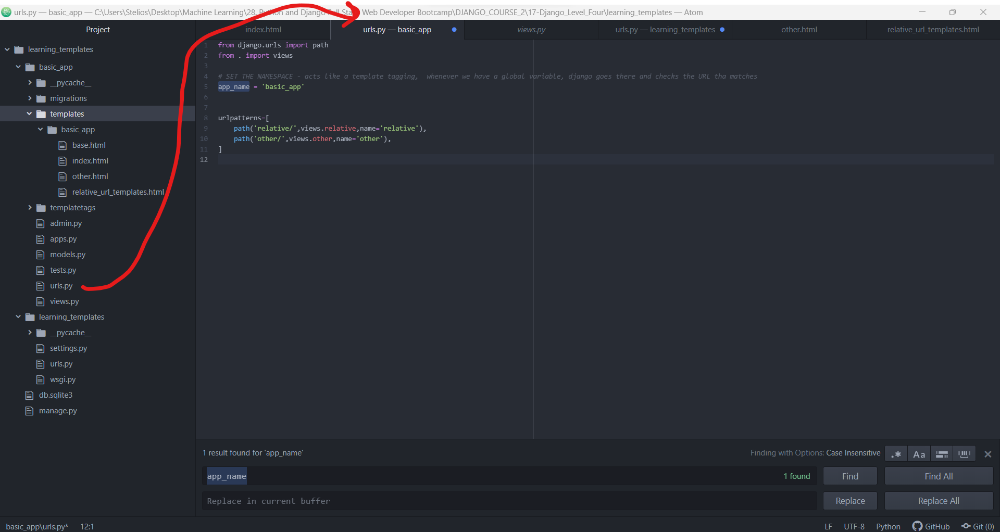 urls.py — basic_app — C:\Users\Stelios\Desktop\Machine Learning\28. Python and Django Full Stack Web Developer Bootcamp\DJANGO_COURSE_2\17-Django_Level_Four\learning_templates — Atom
Project
index.html
urls.py — basic_app
views.py
urls.py — learning_templates
other.html
relative_url_templates.html
learning_templates
basic_app
__pycache__
migrations
templates
basic_app
base.html
index.html
other.html
relative_url_templates.html
templatetags
admin.py
apps.py
models.py
tests.py
urls.py
views.py
learning_templates
__pycache__
settings.py
urls.py
wsgi.py
db.sqlite3
manage.py
1 from django.urls import path
2 from . import views
3
4 # SET THE NAMESPACE - acts like a template tagging,  whenever we have a global variable, django goes there and checks the URL tha matches
5 app_name = 'basic_app'
6
7
8 urlpatterns=[
9     path('relative/',views.relative,name='relative'),
10     path('other/',views.other,name='other'),
11 ]
12
1 result found for 'app_name'
Finding with Options: Case Insensitive
.* Aa
app_name
1 found
Find
Find All
Replace in current buffer
Replace
Replace All
basic_app\urls.py* 12:1
LF UTF-8 Python GitHub Git (0)